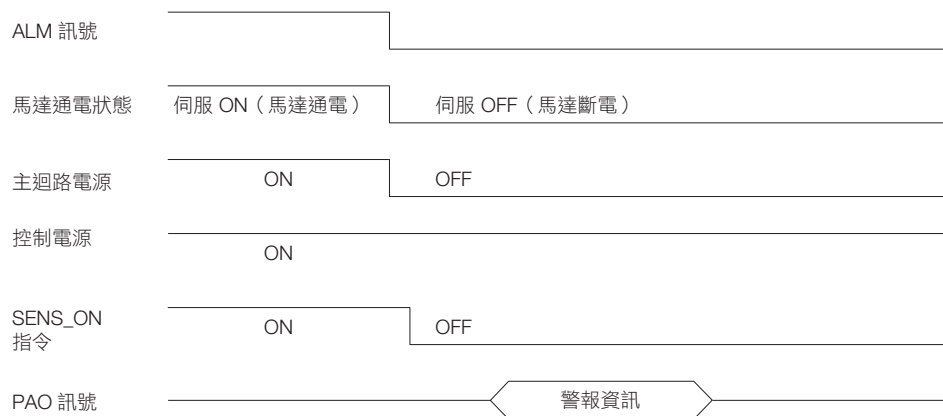 ALM 訊號
馬達通電狀態 伺服 ON（馬達通電） 伺服 OFF（馬達斷電）
主迴路電源 ON OFF
控制電源
ON
SENS_ON
指令
ON OFF
PAO 訊號 警報資訊